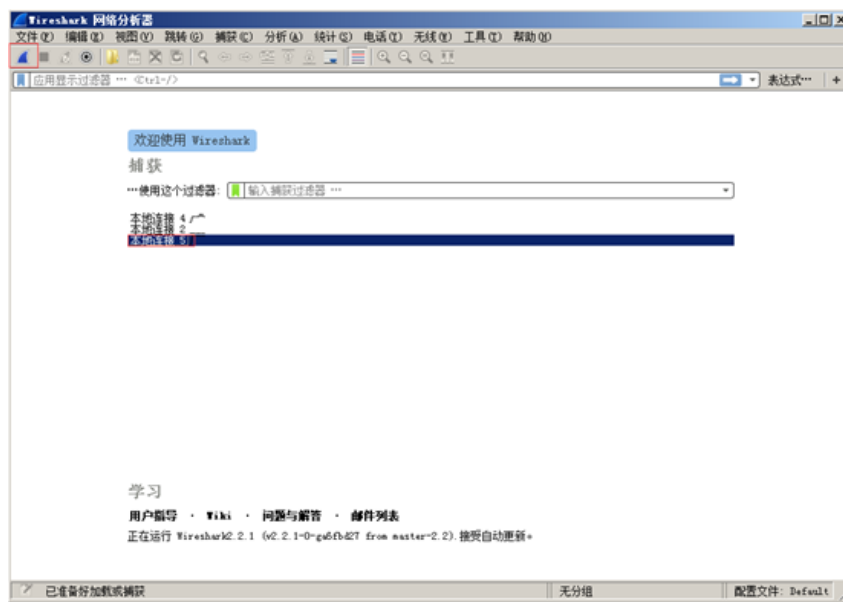 Wireshark 网络分析器
文件(F) 编辑(E) 视图(V) 跳转(G) 捕获(C) 分析(A) 统计(S) 电话(Y) 无线(W) 工具(T) 帮助(H)
应用显示过滤器 … <Ctrl-/> 表达式… +
欢迎使用 Wireshark
捕获
…使用这个过滤器: 输入捕获过滤器 …
本地连接 4
本地连接 2
本地连接 5
学习
用户指导 · Wiki · 问题与解答 · 邮件列表
正在运行 Wireshark2.2.1 (v2.2.1-0-ga6fbd27 from master-2.2).接受自动更新。
已准备好加载或捕获 无分组 配置文件: Default